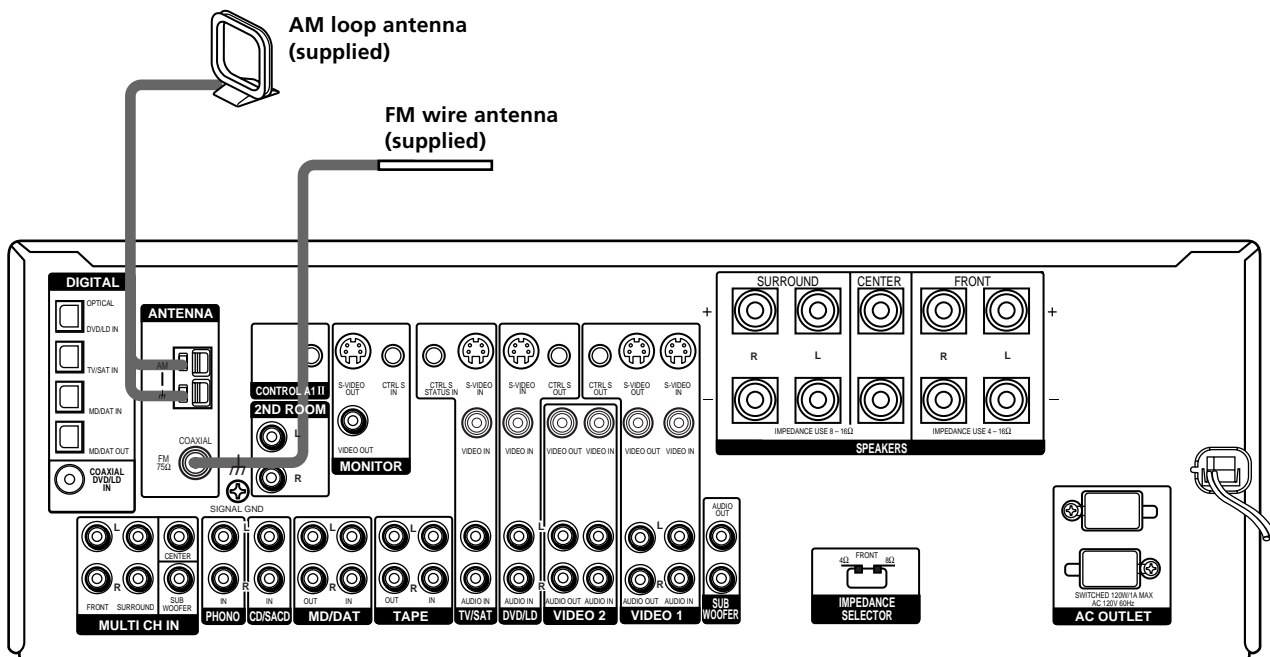 AM loop antenna
(supplied)
FM wire antenna
(supplied)
DIGITAL
OPTICAL
DVD/LD IN
TV/SAT IN
MD/DAT IN
MD/DAT OUT
COAXIAL
DVD/LD
IN
ANTENNA
AM
COAXIAL
FM
75Ω
SIGNAL GND
CONTROL A1 II
2ND ROOM
L
R
S-VIDEO
OUT
CTRL S
IN
VIDEO OUT
MONITOR
CTRL S
STATUS IN
S-VIDEO
IN
VIDEO IN
S-VIDEO
IN
CTRL S
OUT
VIDEO IN
VIDEO OUT
VIDEO IN
CTRL S
OUT
S-VIDEO
OUT
S-VIDEO
IN
VIDEO OUT
VIDEO IN
SURROUND
CENTER
FRONT
+
+
R
L
R
L
–
–
IMPEDANCE USE 8 – 16Ω
IMPEDANCE USE 4 – 16Ω
SPEAKERS
L
CENTER
R
FRONT
SURROUND
SUB
WOOFER
MULTI CH IN
L
R
IN
PHONO
IN
CD/SACD
L
R
OUT
IN
MD/DAT
L
R
OUT
IN
TAPE
AUDIO IN
TV/SAT
AUDIO IN
DVD/LD
L
R
AUDIO OUT
AUDIO IN
VIDEO 2
L
R
AUDIO OUT
AUDIO IN
VIDEO 1
AUDIO
OUT
SUB
WOOFER
FRONT
4Ω
8Ω
IMPEDANCE
SELECTOR
SWITCHED 120W/1A MAX
AC 120V 60Hz
AC OUTLET